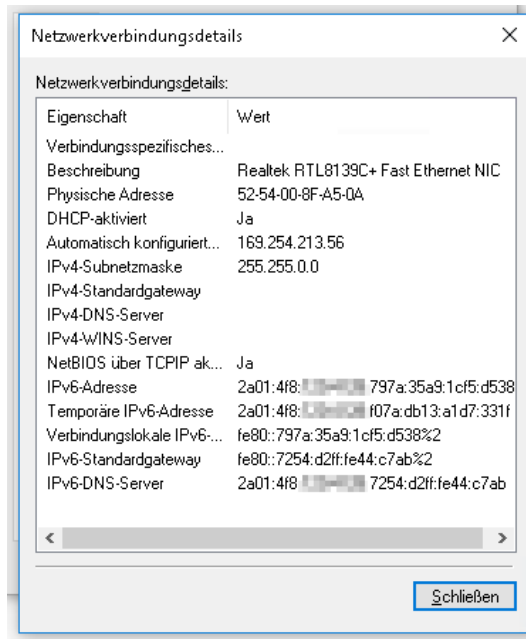 Netzwerkverbindungsdetails
Netzwerkverbindungsdetails:
Eigenschaft Wert
Verbindungsspezifisches...
Beschreibung Realtek RTL8139C+ Fast Ethernet NIC
Physische Adresse 52-54-00-8F-A5-0A
DHCP-aktiviert Ja
Automatisch konfiguriert... 169.254.213.56
IPv4-Subnetzmaske 255.255.0.0
IPv4-Standardgateway
IPv4-DNS-Server
IPv4-WINS-Server
NetBIOS über TCPIP ak... Ja
IPv6-Adresse 2a01:4f8: 797a:35a9:1cf5:d538
Temporäre IPv6-Adresse 2a01:4f8: f07a:db13:a1d7:331f
Verbindungslokale IPv6-... fe80::797a:35a9:1cf5:d538%2
IPv6-Standardgateway fe80::7254:d2ff:fe44:c7ab%2
IPv6-DNS-Server 2a01:4f8 7254:d2ff:fe44:c7ab
Schließen